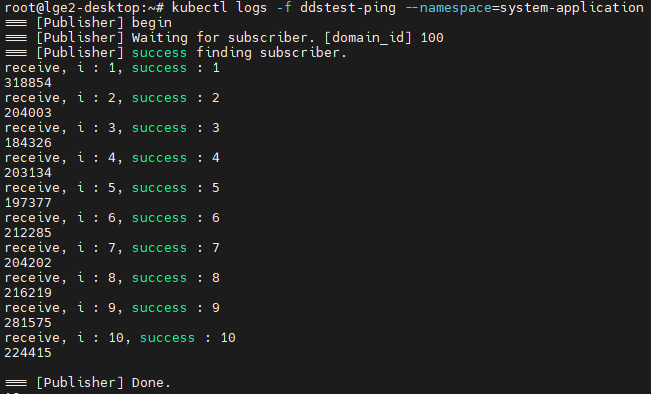 root@lge2-desktop:~# kubectl logs -f ddstest-ping --namespace=system-application
=== [Publisher] begin
=== [Publisher] Waiting for subscriber. [domain_id] 100
=== [Publisher] success finding subscriber.
receive, i : 1, success : 1
318854
receive, i : 2, success : 2
204003
receive, i : 3, success : 3
184326
receive, i : 4, success : 4
203134
receive, i : 5, success : 5
197377
receive, i : 6, success : 6
212285
receive, i : 7, success : 7
204202
receive, i : 8, success : 8
216219
receive, i : 9, success : 9
281575
receive, i : 10, success : 10
224415
=== [Publisher] Done.